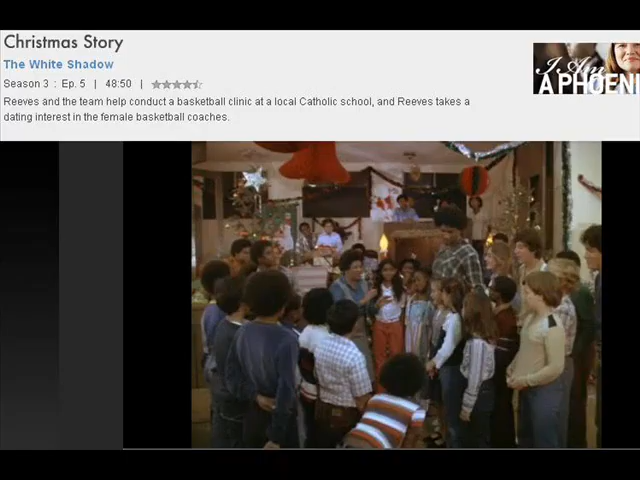 Christmas Story
The White Shadow
Season 3 : Ep. 5 | 48:50 |
Reeves and the team help conduct a basketball clinic at a local Catholic school, and Reeves takes a
dating interest in the female basketball coaches.
I Am
A PHOENI